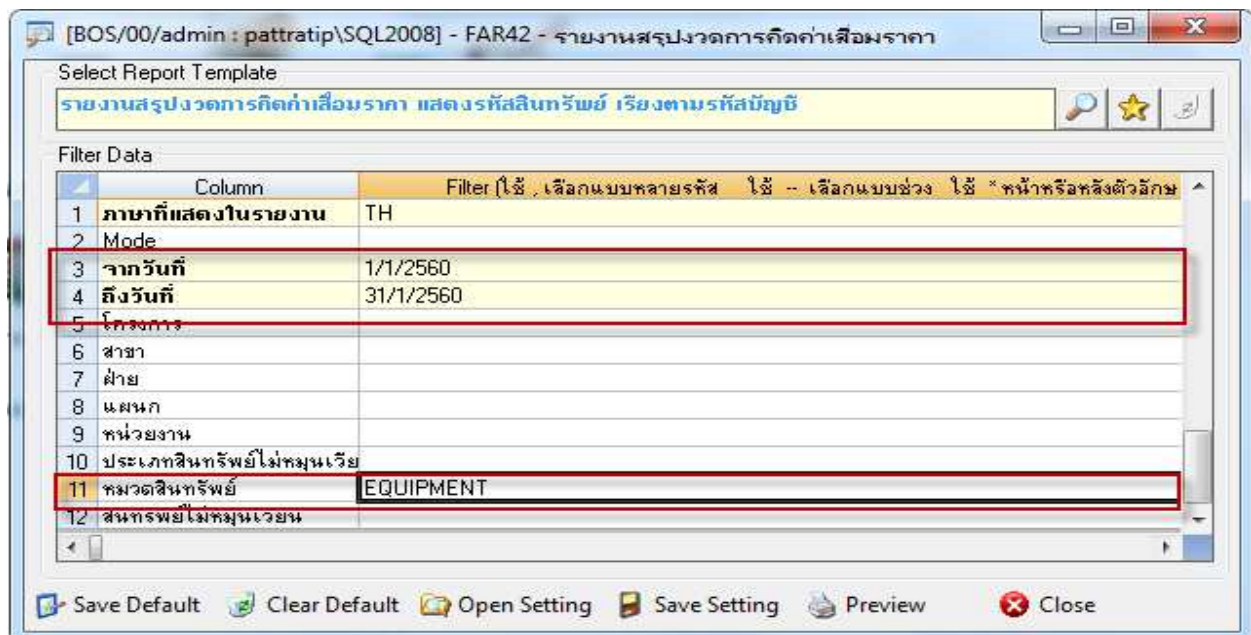 [BOS/00/admin : pattratip\SQL2008] - FAR42 - รายงานสรุปงวดการคิดค่าเสื่อมราคา
Select Report Template
รายงานสรุปงวดการคิดค่าเสื่อมราคา แสดงรหัสสินทรัพย์ เรียงตามรหัสบัญชี
Filter Data
Column Filter (ใช้ , เลือกแบบหลายรหัส ใช้ -- เลือกแบบช่วง ใช้ * หน้าหรือหลังตัวอักษ
1 ภาษาที่แสดงในรายงาน TH
2 Mode
3 จากวันที่ 1/1/2560
4 ถึงวันที่ 31/1/2560
5 โครงการ
6 สาขา
7 ฝ่าย
8 แผนก
9 หน่วยงาน
10 ประเภทสินทรัพย์ไม่หมุนเวีย
11 หมวดสินทรัพย์ EQUIPMENT
12 สินทรัพย์ไม่หมุนเวียน
Save Default Clear Default Open Setting Save Setting Preview Close